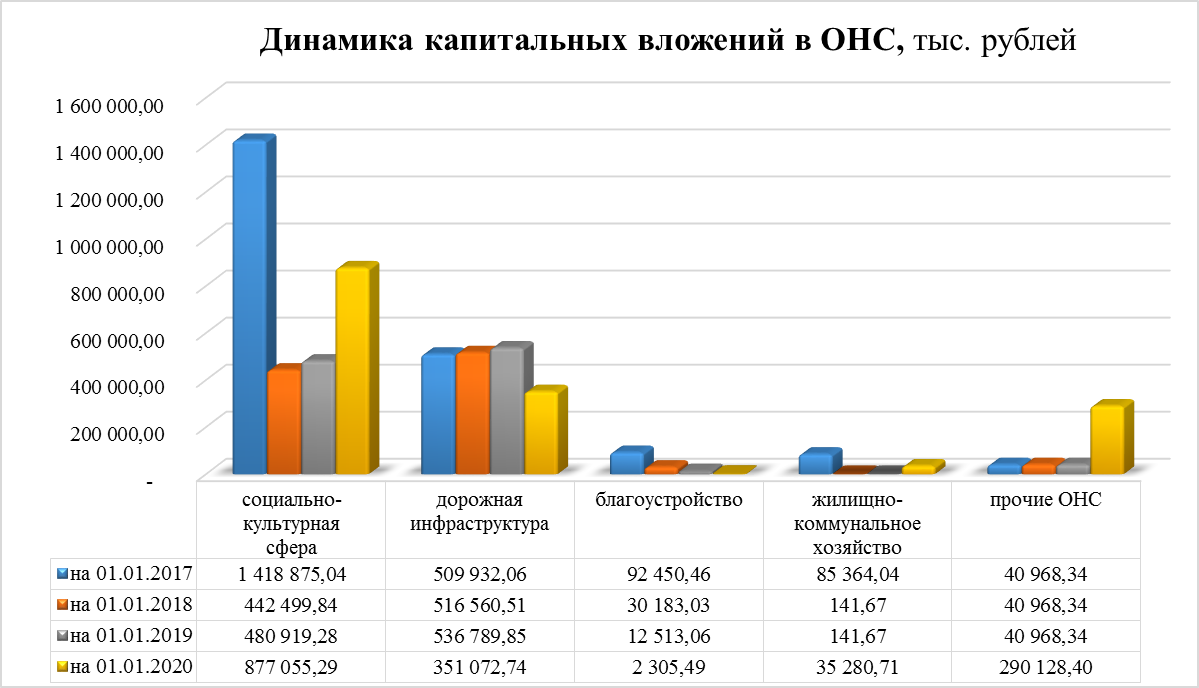 Динамика капитальных вложений в ОНС, тыс. рублей
1 600 000,00
1 400 000,00
1 200 000,00
1 000 000,00
800 000,00
600 000,00
400 000,00
200 000,00
-
социально-
культурная
сфера
дорожная
инфраструктура
благоустройство
жилищно-
коммунальное
хозяйство
прочие ОНС
на 01.01.2017 1 418 875,04 509 932,06 92 450,46 85 364,04 40 968,34
на 01.01.2018 442 499,84 516 560,51 30 183,03 141,67 40 968,34
на 01.01.2019 480 919,28 536 789,85 12 513,06 141,67 40 968,34
на 01.01.2020 877 055,29 351 072,74 2 305,49 35 280,71 290 128,40